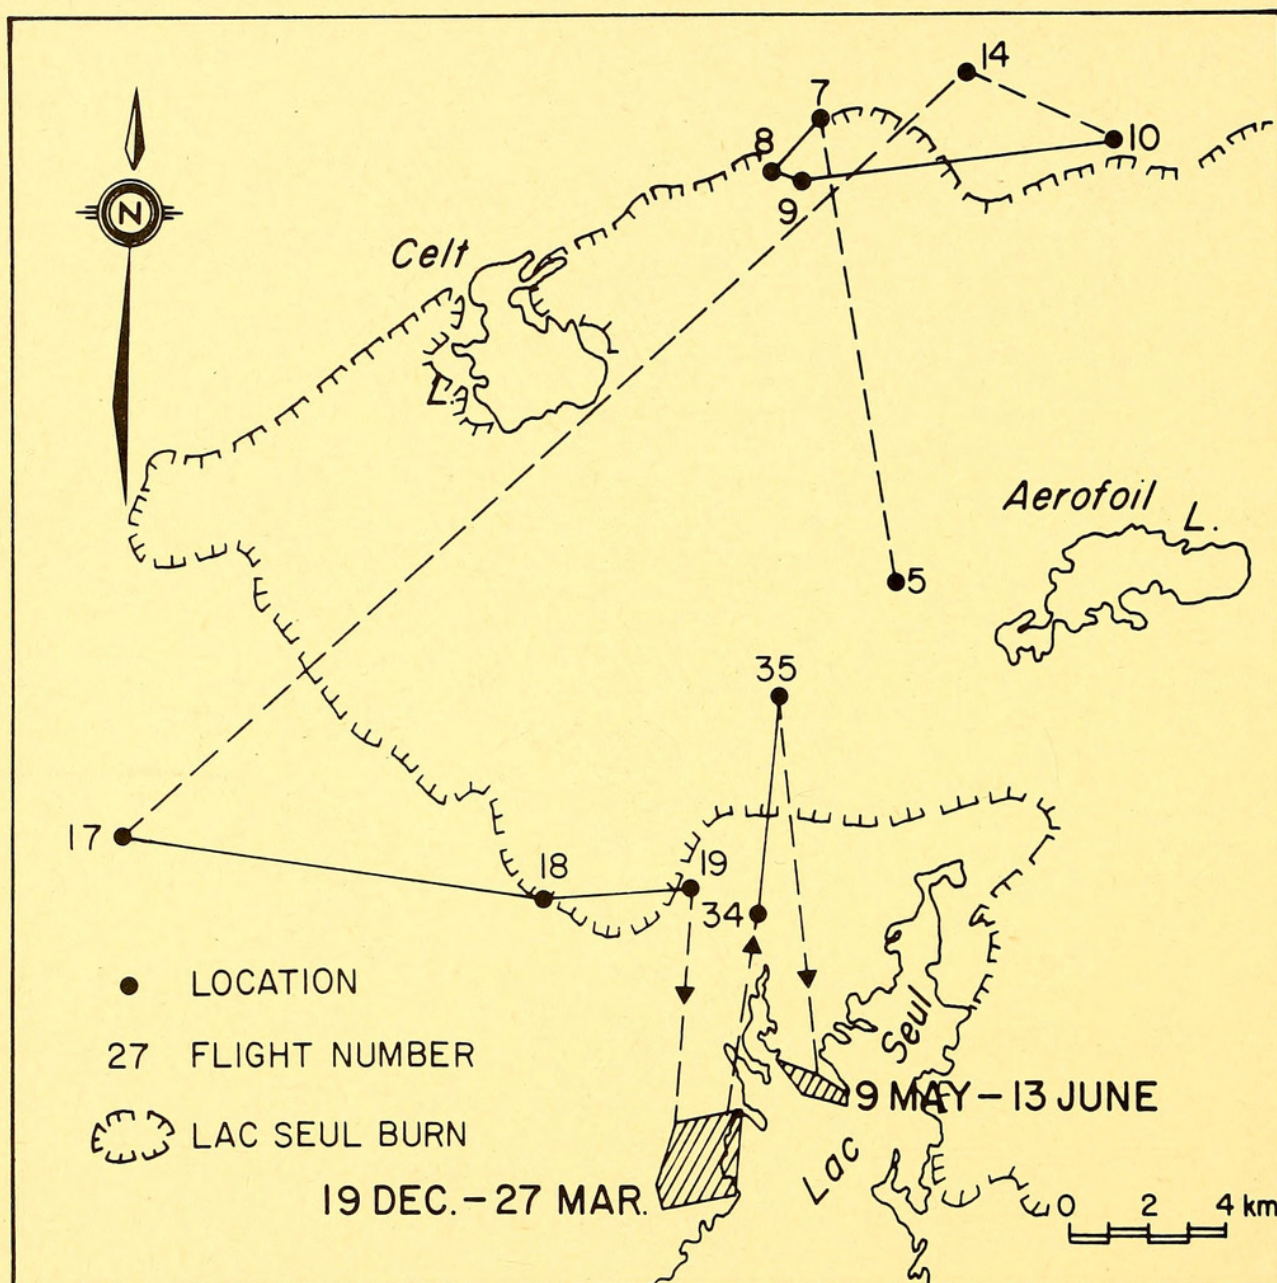 14
7
8
10
9
N
Celt
L.
Aerofoil L.
5
35
17
18
19
34
LOCATION
27 FLIGHT NUMBER
LAC SEUL BURN
Lac Seul
9 MAY – 13 JUNE
19 DEC. – 27 MAR.
0 2 4 km